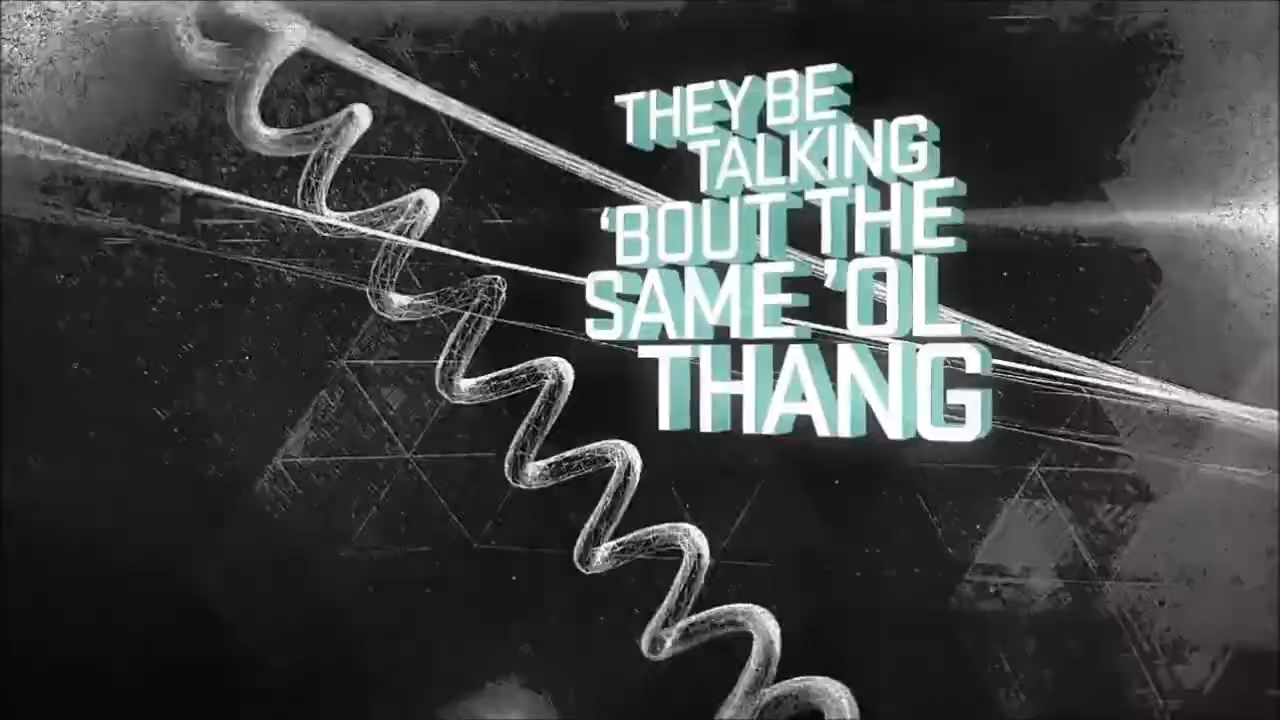 THEY BE
TALKING
‘BOUT THE
SAME ’OL
THANG